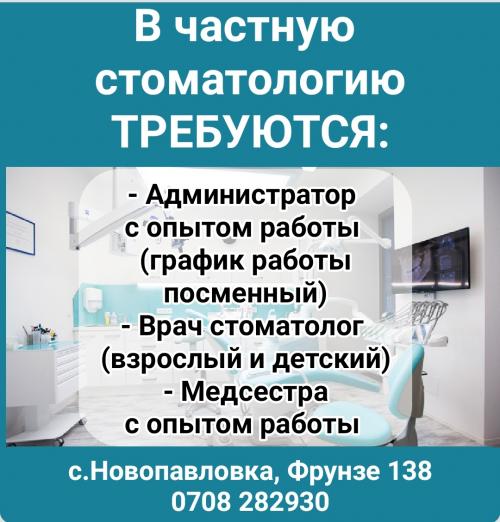 В частную
стоматологию
ТРЕБУЮТСЯ:
- Администратор
с опытом работы
(график работы
посменный)
- Врач стоматолог
(взрослый и детский)
- Медсестра
с опытом работы
с.Новопавловка, Фрунзе 138
0708 282930